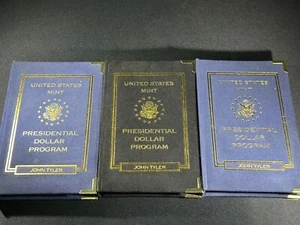 UNITED STATES
MINT
PRESIDENTIAL
DOLLAR
PROGRAM
JOHN TYLER
UNITED STATES
MINT
PRESIDENTIAL
DOLLAR
PROGRAM
JOHN TYLER
UNITED STATES
MINT
PRESIDENTIAL
DOLLAR
PROGRAM
JOHN TYLER